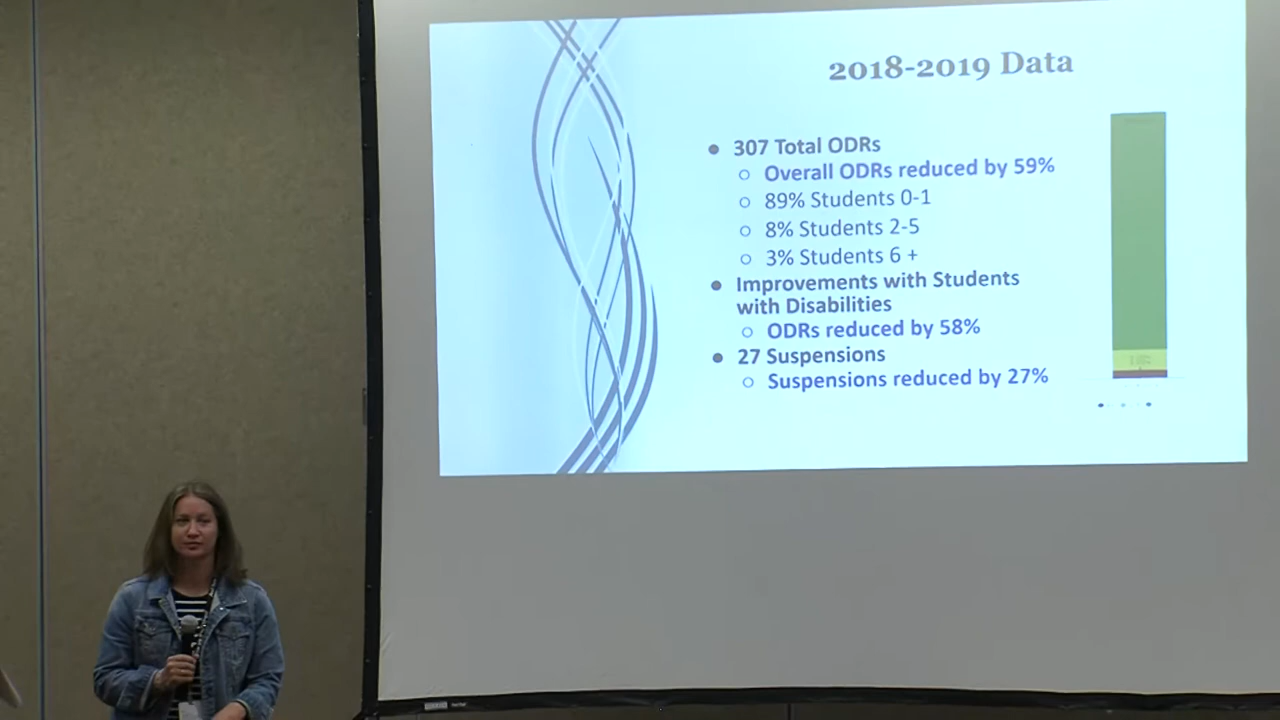 2018-2019 Data
307 Total ODRs
Overall ODRs reduced by 59%
89% Students 0-1
8% Students 2-5
3% Students 6 +
Improvements with Students
with Disabilities
ODRs reduced by 58%
27 Suspensions
Suspensions reduced by 27%